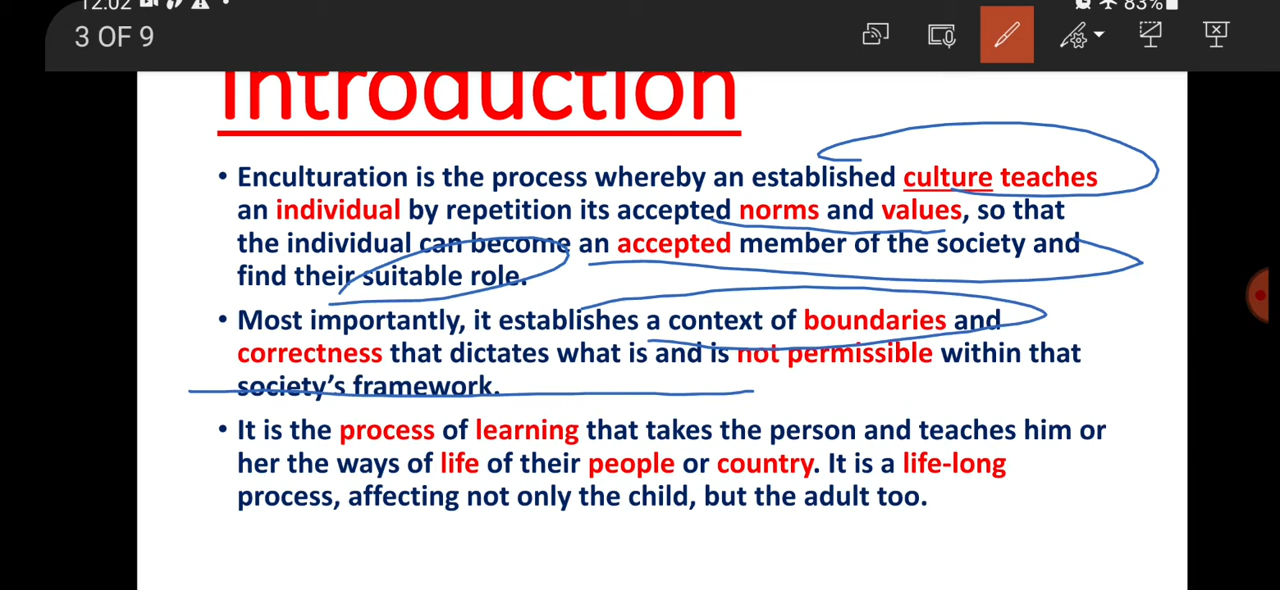 12:02
83%
3 OF 9
Introduction
• Enculturation is the process whereby an established culture teaches
an individual by repetition its accepted norms and values, so that
the individual can become an accepted member of the society and
find their suitable role.
• Most importantly, it establishes a context of boundaries and
correctness that dictates what is and is not permissible within that
society's framework.
• It is the process of learning that takes the person and teaches him or
her the ways of life of their people or country. It is a life-long
process, affecting not only the child, but the adult too.